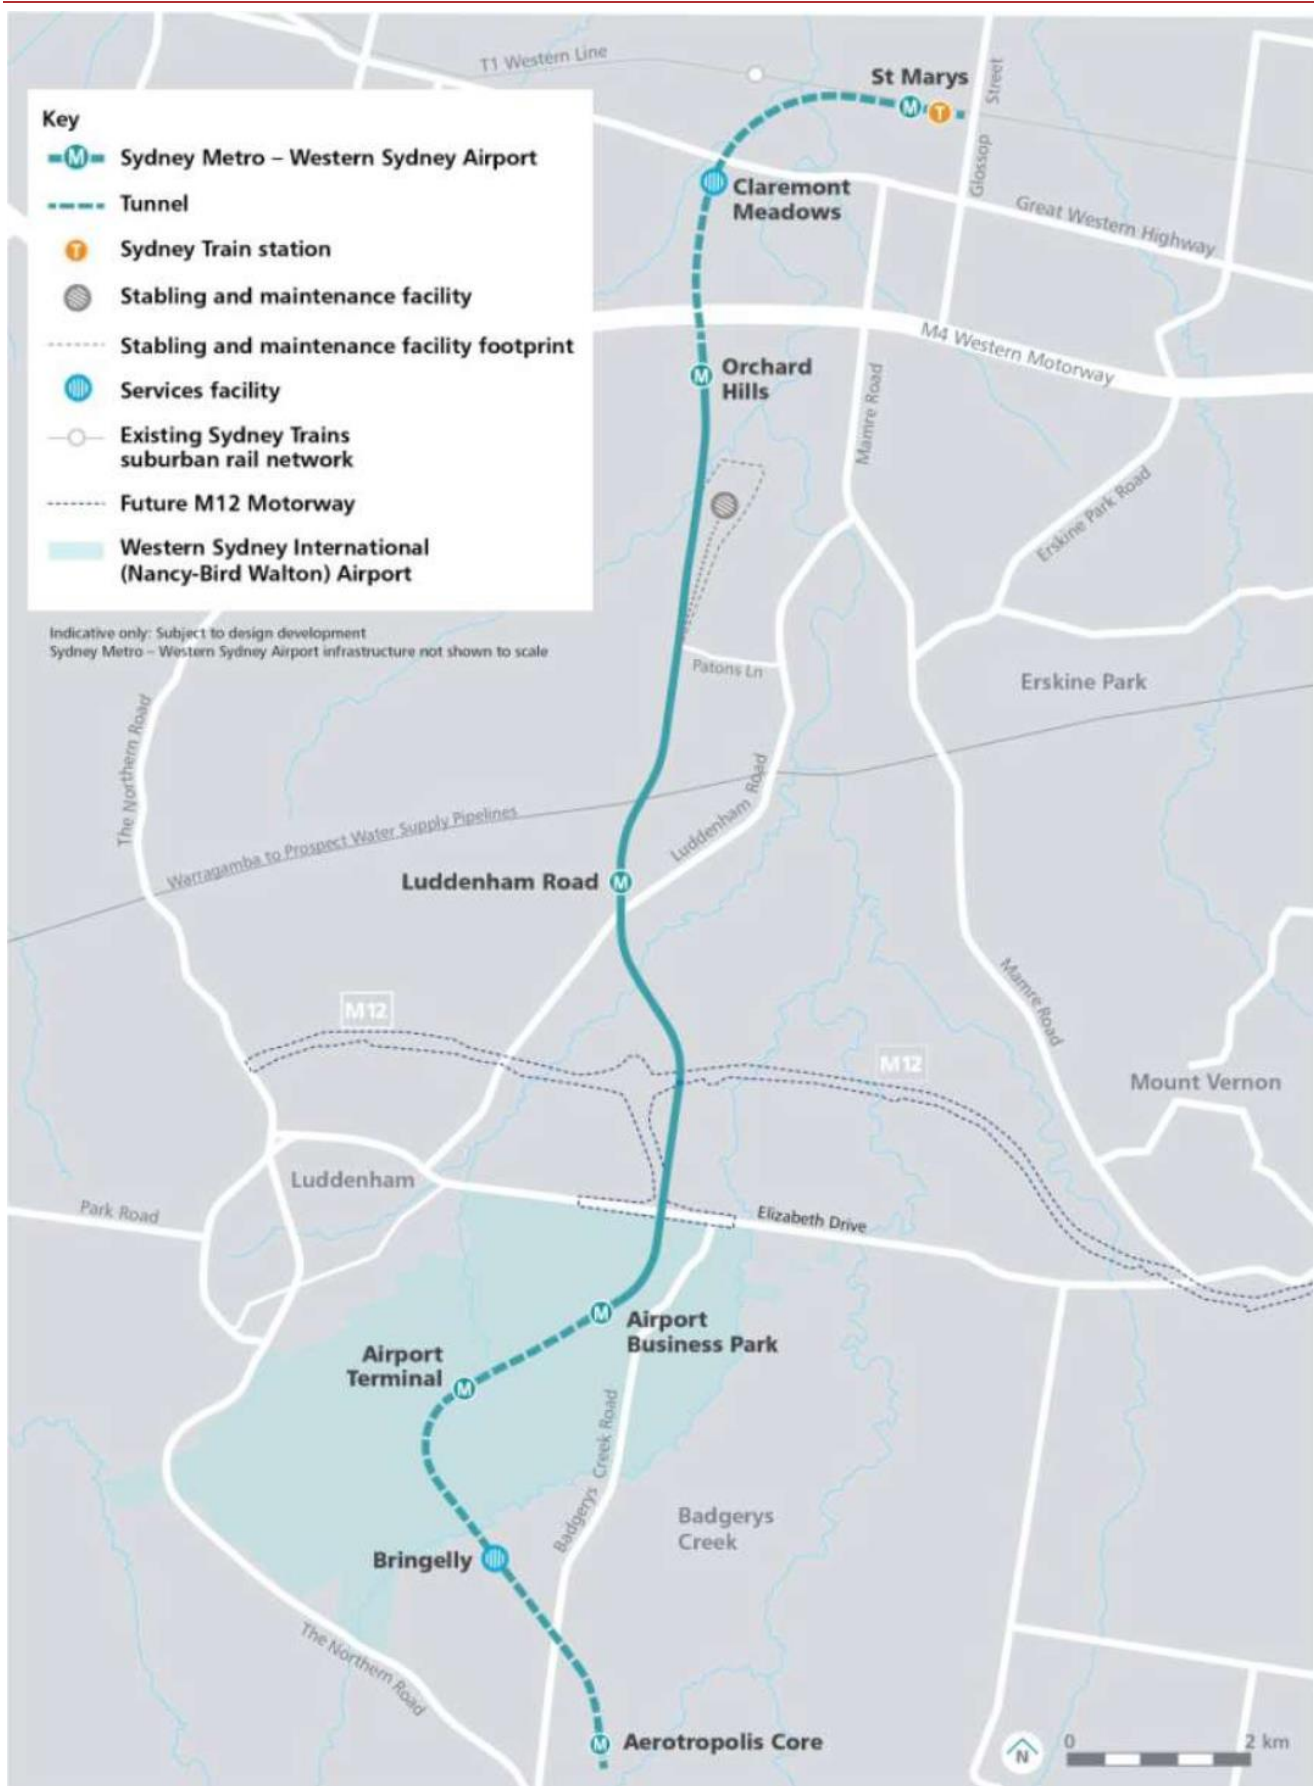 T1 Western Line
St Marys
M
T
Glossop
Street
Key
M
Sydney Metro – Western Sydney Airport
Tunnel
T
Sydney Train station
Stabling and maintenance facility
Stabling and maintenance facility footprint
Services facility
Existing Sydney Trains
suburban rail network
Future M12 Motorway
Western Sydney International
(Nancy-Bird Walton) Airport
Indicative only: Subject to design development
Sydney Metro – Western Sydney Airport infrastructure not shown to scale
Claremont
Meadows
Great Western Highway
M4 Western Motorway
M
Orchard
Hills
Mamre Road
Erskine Park Road
Patons Ln
Erskine Park
The Northern Road
Luddenham Road
Warragamba to Prospect Water Supply Pipelines
Luddenham Road
M
Mamre Road
M12
M12
Mount Vernon
Luddenham
Park Road
Elizabeth Drive
M
Airport
Business Park
Airport
Terminal
M
Badgerys Creek Road
Badgerys
Creek
Bringelly
The Northern Road
M
Aerotropolis Core
N
0
2 km